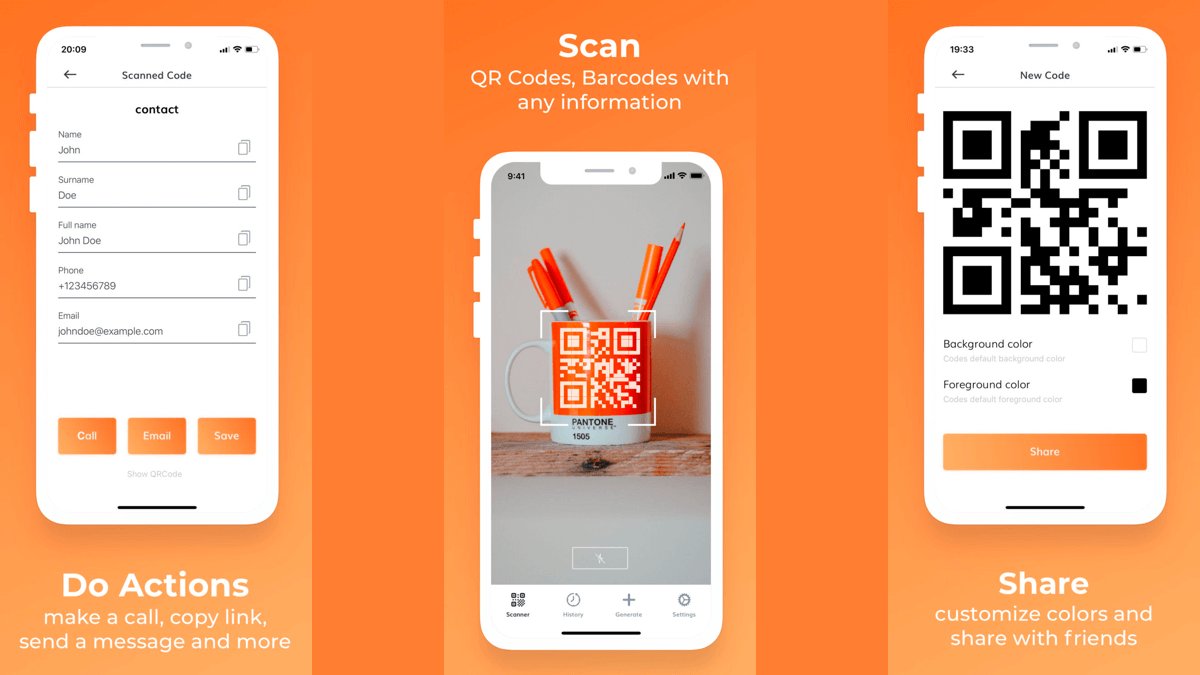 20:09
Scanned Code
contact
Name
John
Surname
Doe
Full name
John Doe
Phone
+123456789
Email
johndoe@example.com
Call
Email
Save
Show QRCode
Do Actions
make a call, copy link,
send a message and more
Scan
QR Codes, Barcodes with
any information
9:41
PANTONE
UNIVERSE
1505
Scanner
History
Generate
Settings
19:33
New Code
Background color
Codes default background color
Foreground color
Codes default foreground color
Share
Share
customize colors and
share with friends